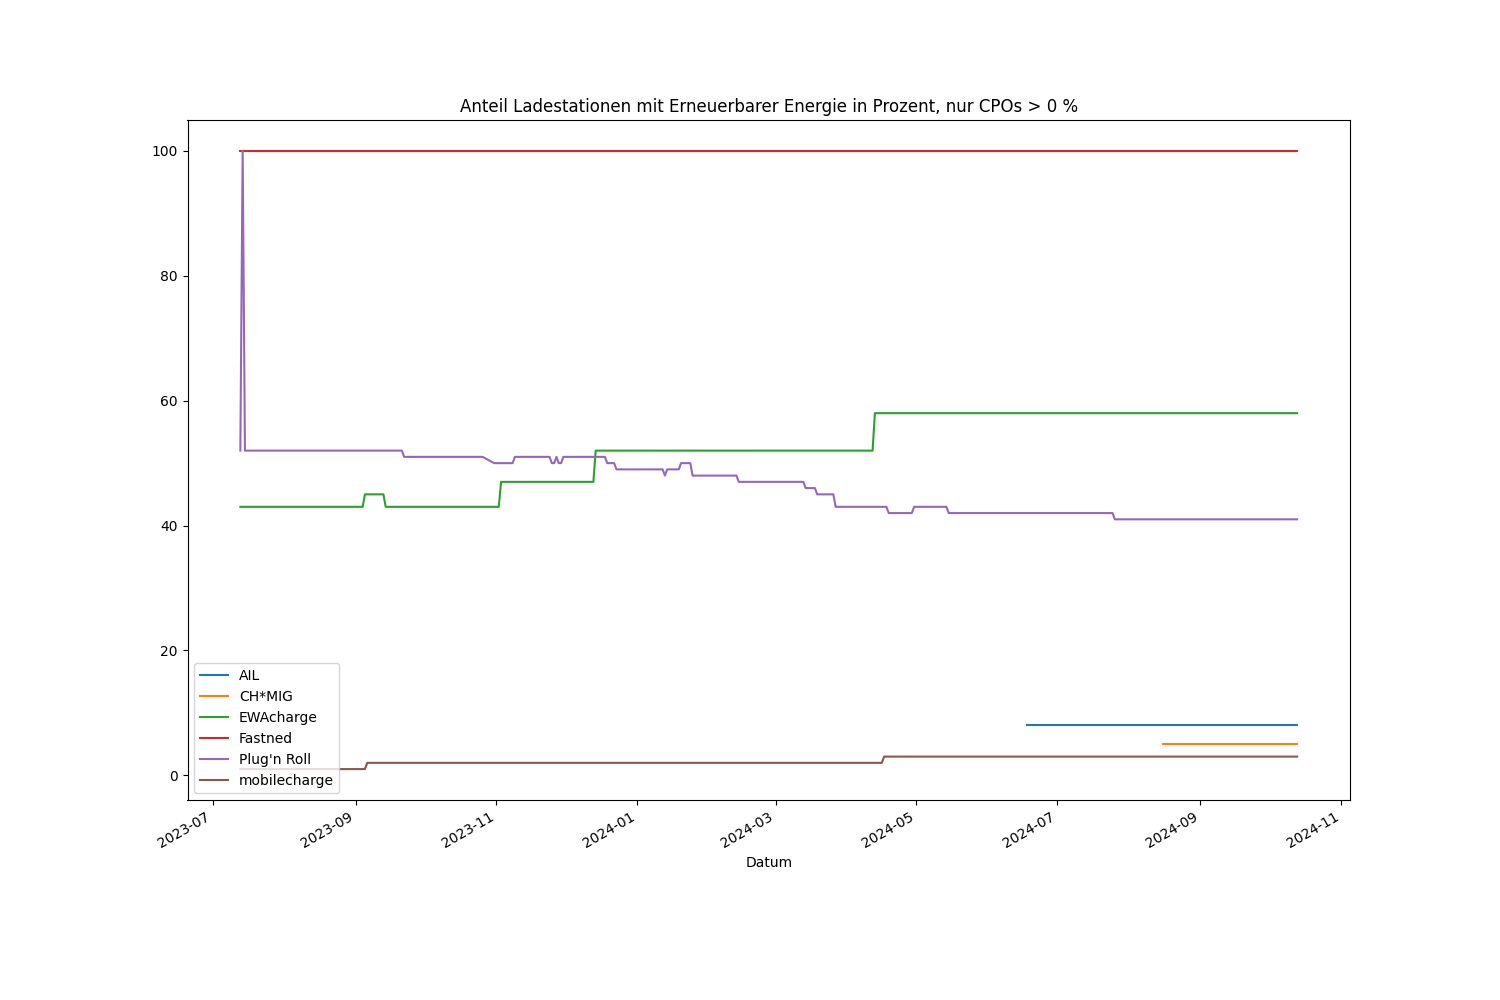 Anteil Ladestationen mit Erneuerbarer Energie in Prozent, nur CPOs > 0 %
100
80
60
40
20
0
AIL
CH*MIG
EWAcharge
Fastned
Plug'n Roll
mobilecharge
2023-07
2023-09
2023-11
2024-01
2024-03
2024-05
2024-07
2024-09
2024-11
Datum